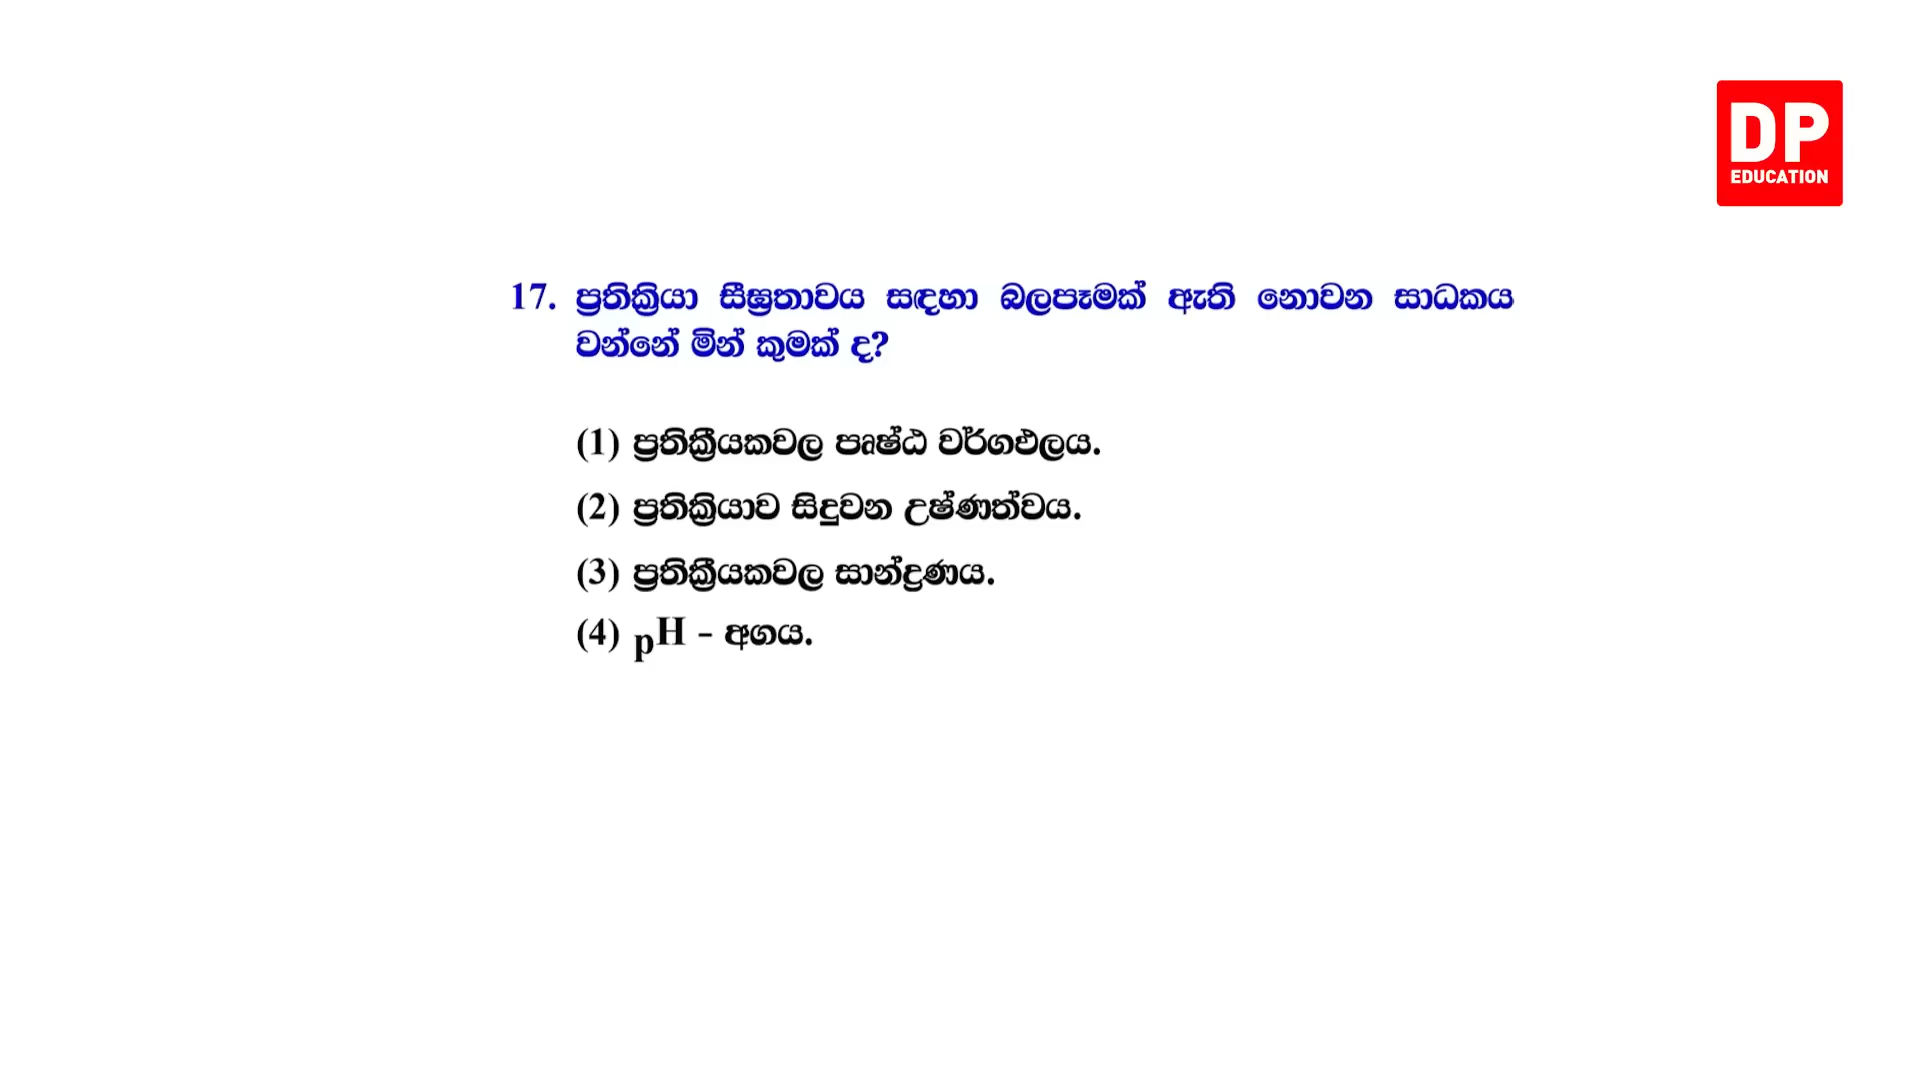 DP
EDUCATION
17. ප්‍රතික්‍රියා සීඝ්‍රතාවය සඳහා බලපෑමක් ඇති නොවන සාධකය
වන්නේ මින් කුමක් ද?
(1) ප්‍රතික්‍රීයකවල පෘෂ්ඨ වර්ගඵලය.
(2) ප්‍රතික්‍රියාව සිදුවන උෂ්ණත්වය.
(3) ප්‍රතික්‍රීයකවල සාන්ද්‍රණය.
(4) pH - අගය.